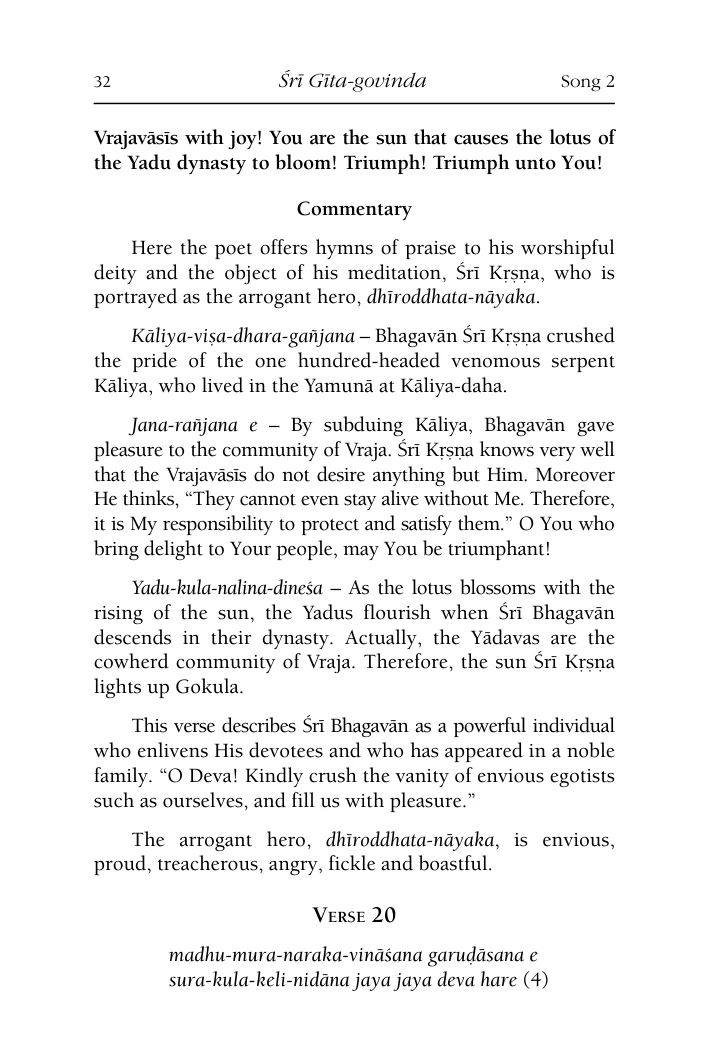 32 Śrī Gīta-govinda Song 2
Vrajavāsīs with joy! You are the sun that causes the lotus of
the Yadu dynasty to bloom! Triumph! Triumph unto You!
Commentary
Here the poet offers hymns of praise to his worshipful
deity and the object of his meditation, Śrī Kṛṣṇa, who is
portrayed as the arrogant hero, dhīroddhata-nāyaka.
Kāliya-viṣa-dhara-gañjana – Bhagavān Śrī Kṛṣṇa crushed
the pride of the one hundred-headed venomous serpent
Kāliya, who lived in the Yamunā at Kāliya-daha.
Jana-rañjana e – By subduing Kāliya, Bhagavān gave
pleasure to the community of Vraja. Śrī Kṛṣṇa knows very well
that the Vrajavāsīs do not desire anything but Him. Moreover
He thinks, “They cannot even stay alive without Me. Therefore,
it is My responsibility to protect and satisfy them.” O You who
bring delight to Your people, may You be triumphant!
Yadu-kula-nalina-dineśa – As the lotus blossoms with the
rising of the sun, the Yadus flourish when Śrī Bhagavān
descends in their dynasty. Actually, the Yādavas are the
cowherd community of Vraja. Therefore, the sun Śrī Kṛṣṇa
lights up Gokula.
This verse describes Śrī Bhagavān as a powerful individual
who enlivens His devotees and who has appeared in a noble
family. “O Deva! Kindly crush the vanity of envious egotists
such as ourselves, and fill us with pleasure.”
The arrogant hero, dhīroddhata-nāyaka, is envious,
proud, treacherous, angry, fickle and boastful.
VERSE 20
madhu-mura-naraka-vināśana garuḍāsana e
sura-kula-keli-nidāna jaya jaya deva hare (4)